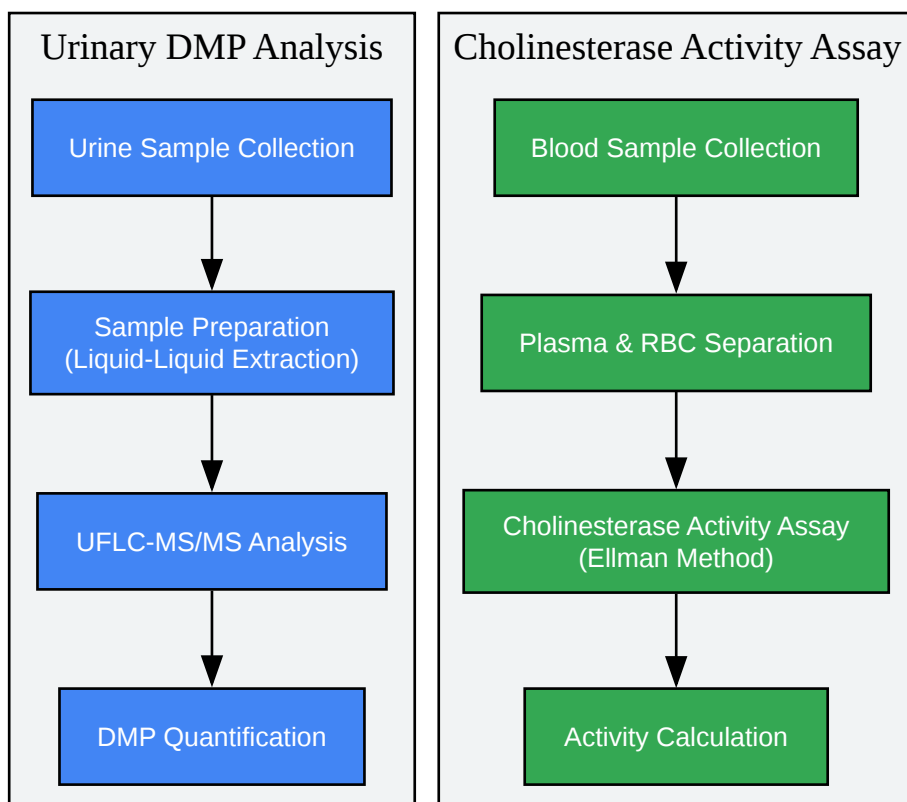 Urinary DMP Analysis
Urine Sample Collection
Sample Preparation
(Liquid-Liquid Extraction)
UFLC-MS/MS Analysis
DMP Quantification
Cholinesterase Activity Assay
Blood Sample Collection
Plasma & RBC Separation
Cholinesterase Activity Assay
(Ellman Method)
Activity Calculation